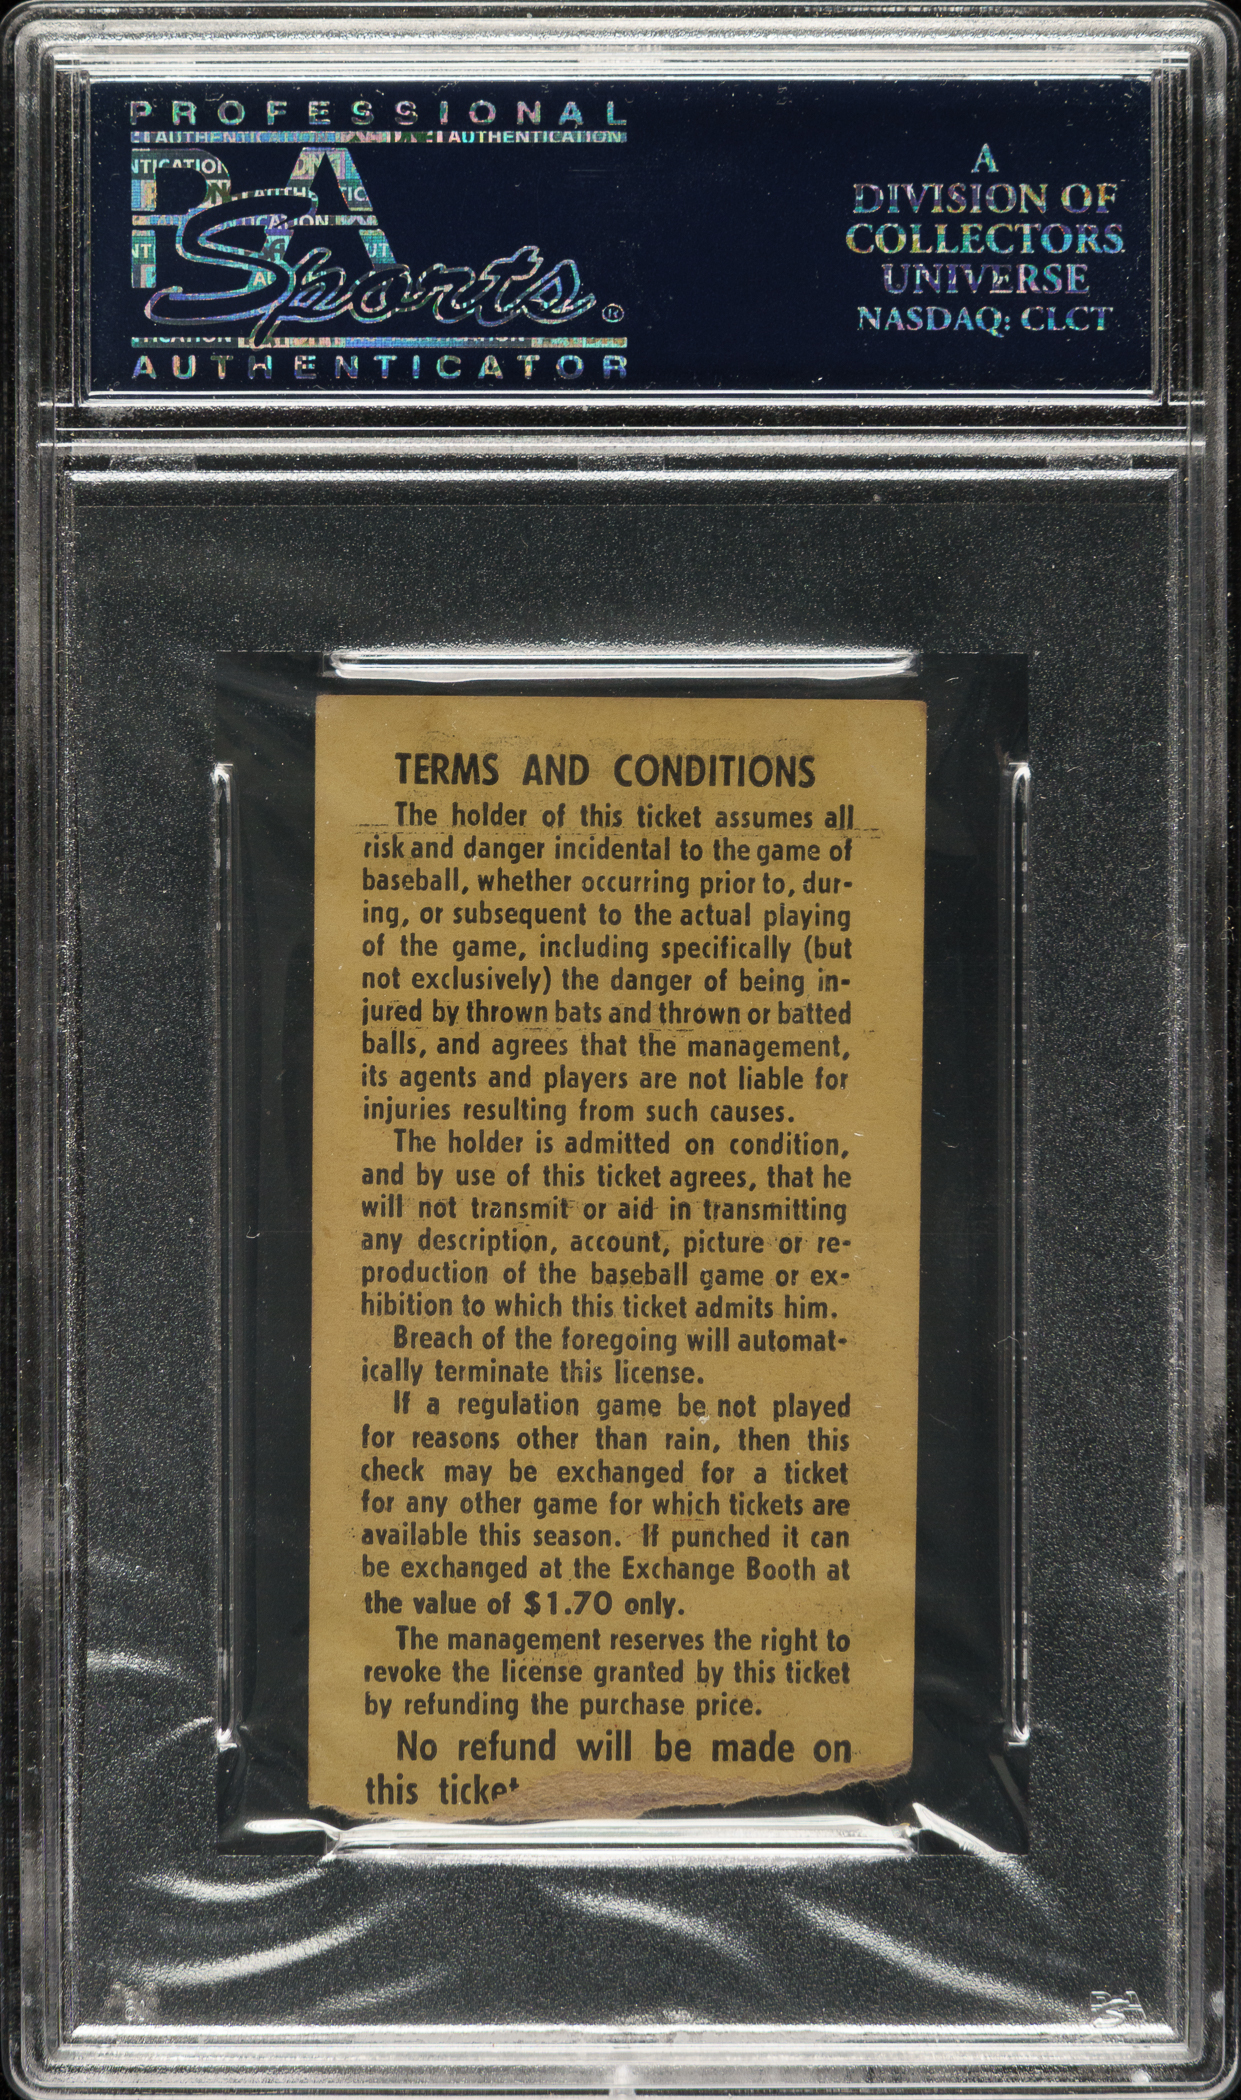 PROFESSIONAL
AUTHENTICATION
PSA
Sports®
AUTHENTICATOR
A
DIVISION OF
COLLECTORS
UNIVERSE
NASDAQ: CLCT
TERMS AND CONDITIONS
The holder of this ticket assumes all
risk and danger incidental to the game of
baseball, whether occurring prior to, dur-
ing, or subsequent to the actual playing
of the game, including specifically (but
not exclusively) the danger of being in-
jured by thrown bats and thrown or batted
balls, and agrees that the management,
its agents and players are not liable for
injuries resulting from such causes.
The holder is admitted on condition,
and by use of this ticket agrees, that he
will not transmit or aid in transmitting
any description, account, picture or re-
production of the baseball game or ex-
hibition to which this ticket admits him.
Breach of the foregoing will automat-
ically terminate this license.
If a regulation game be not played
for reasons other than rain, then this
check may be exchanged for a ticket
for any other game for which tickets are
available this season. If punched it can
be exchanged at the Exchange Booth at
the value of $1.70 only.
The management reserves the right to
revoke the license granted by this ticket
by refunding the purchase price.
No refund will be made on
this ticket
PSA